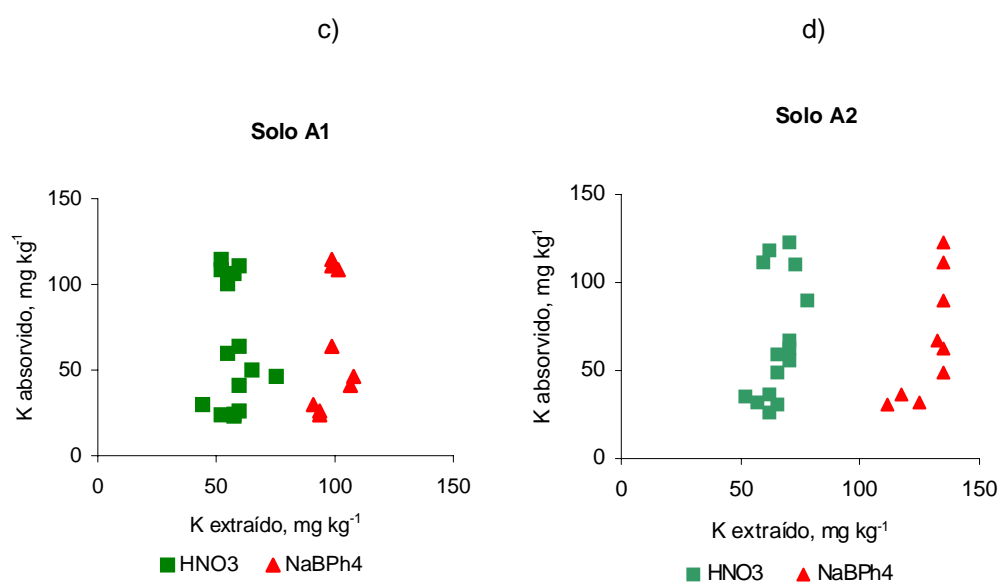 c)
d)
Solo A1
Solo A2
K absorvido, mg kg-1
150
100
50
0
0 50 100 150
K extraído, mg kg-1
HNO3 NaBPh4
K absorvido, mg kg-1
150
100
50
0
0 50 100 150
K extraído, mg kg-1
HNO3 NaBPh4